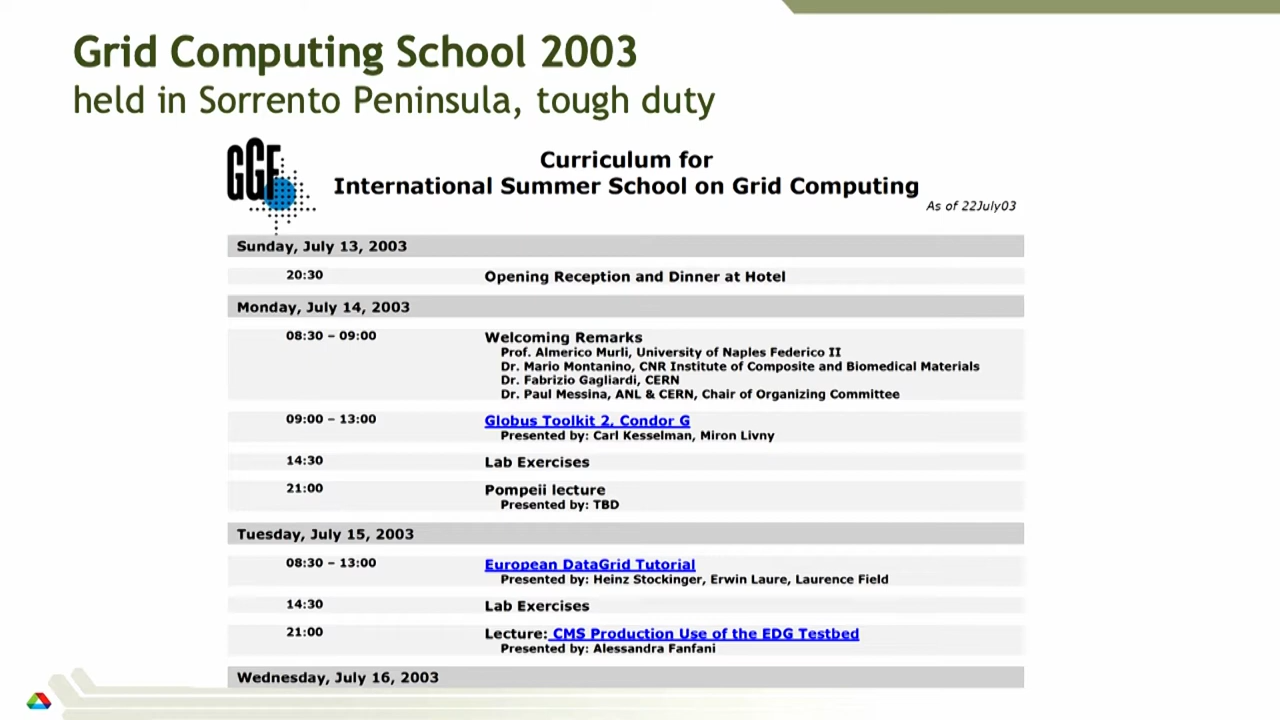 Grid Computing School 2003
held in Sorrento Peninsula, tough duty
GGF
Curriculum for
International Summer School on Grid Computing
As of 22July03
Sunday, July 13, 2003
20:30 Opening Reception and Dinner at Hotel
Monday, July 14, 2003
08:30 – 09:00 Welcoming Remarks
Prof. Almerico Murli, University of Naples Federico II
Dr. Mario Montanino, CNR Institute of Composite and Biomedical Materials
Dr. Fabrizio Gagliardi, CERN
Dr. Paul Messina, ANL & CERN, Chair of Organizing Committee
09:00 – 13:00 Globus Toolkit 2, Condor G
Presented by: Carl Kesselman, Miron Livny
14:30 Lab Exercises
21:00 Pompeii lecture
Presented by: TBD
Tuesday, July 15, 2003
08:30 – 13:00 European DataGrid Tutorial
Presented by: Heinz Stockinger, Erwin Laure, Laurence Field
14:30 Lab Exercises
21:00 Lecture: CMS Production Use of the EDG Testbed
Presented by: Alessandra Fanfani
Wednesday, July 16, 2003